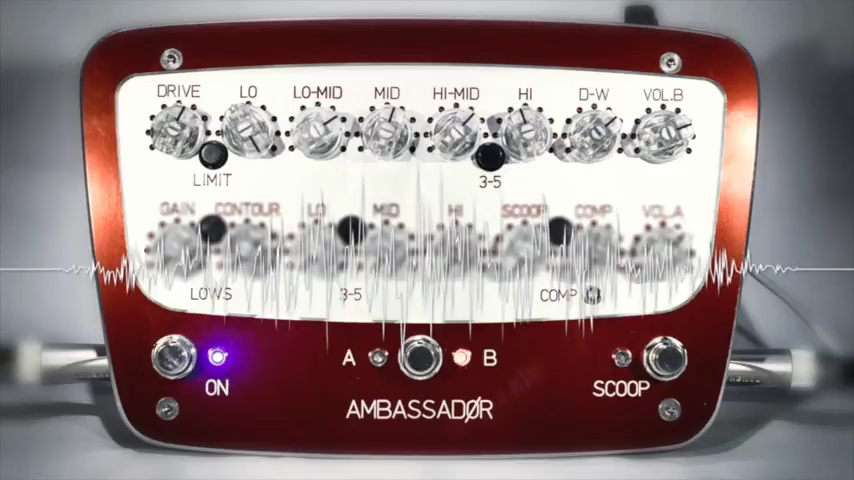 DRIVE LO LO-MID MID HI-MID HI D-W VOL.B
LIMIT 3-5
GAIN CONTOUR LO MID HI SCOOP COMP VOL.A
LOWS 3-5 COMP
A B
ON SCOOP
AMBASSADØR